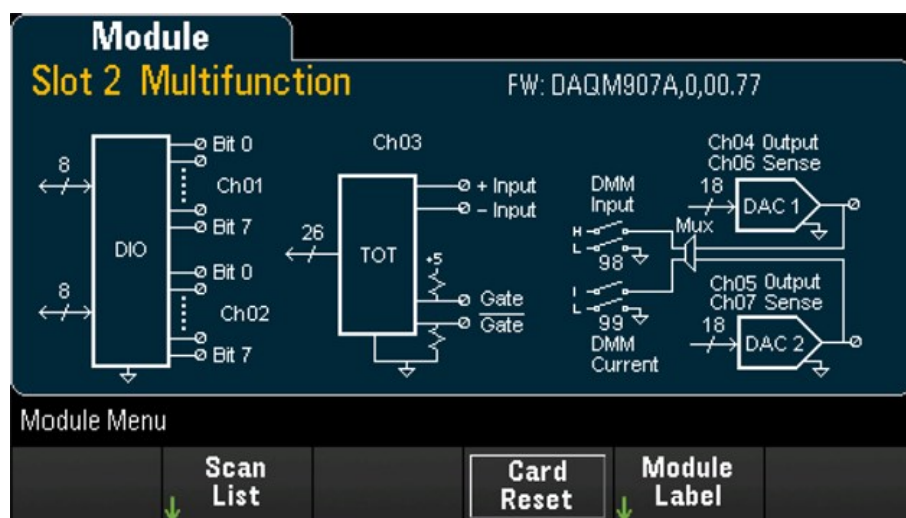 Module
Slot 2 Multifunction
FW: DAQM907A,0,00.77
8
DIO
Bit 0
Ch01
Bit 7
8
Bit 0
Ch02
Bit 7
Ch03
26
TOT
+ Input
- Input
+5
Gate
Gate
DMM
Input
H
L
98
I
L
99
DMM
Current
Mux
Ch04 Output
Ch06 Sense
18
DAC 1
Ch05 Output
Ch07 Sense
18
DAC 2
Module Menu
Scan
List
Card
Reset
Module
Label